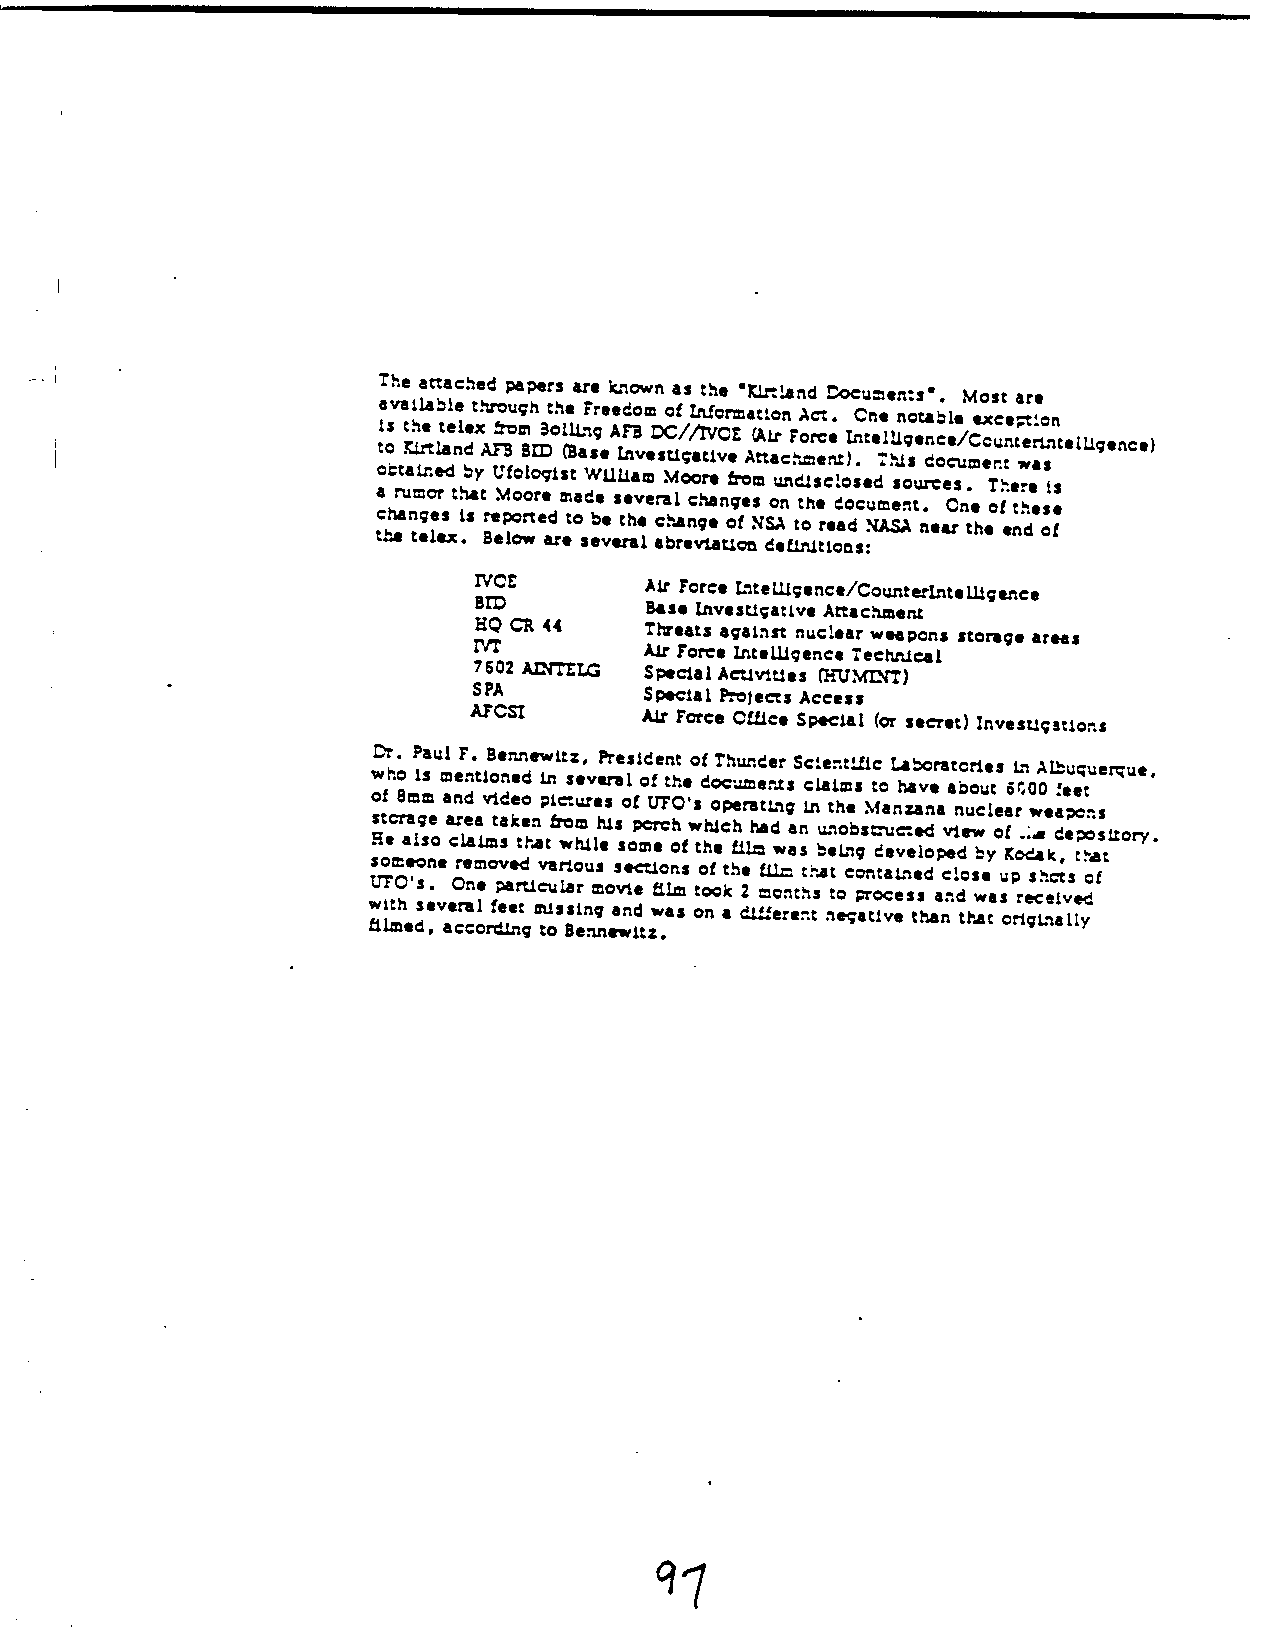 The attached papers are known as the "Kirtland Documents". Most are
available through the Freedom of Information Act. One notable exception
is the telex from Bolling AFB DC//IVOE (Air Force Intelligence/CounterIntelligence)
to Kirtland AFB BID (Base Investigative Attachment). This document was
obtained by Ufologist William Moore from undisclosed sources. There is
a rumor that Moore made several changes on the document. One of these
changes is reported to be the change of NSA to read NASA near the end of
the telex. Below are several abreviation definitions:
IVOE Air Force Intelligence/CounterIntelligence
BID Base Investigative Attachment
HQ CR 44 Threats against nuclear weapons storage areas
IVT Air Force Intelligence Technical
7602 AINTELG Special Activities (HUMINT)
SPA Special Projects Access
AFOSI Air Force Office Special (or secret) Investigations
Dr. Paul F. Bennewitz, President of Thunder Scientific Laboratories in Albuquerque,
who is mentioned in several of the documents claims to have about feet
of 8mm and video pictures of UFO's operating in the Manzana nuclear weapons
storage area taken from his porch which had an unobstructed view of depository.
He also claims that while some of the film was being developed by Kodak, that
someone removed various sections of the film that contained close up shots of
UFO's. One particular movie film took 2 months to process and was received
with several feet missing and was on a different negative than that originally
filmed, according to Bennewitz.
97